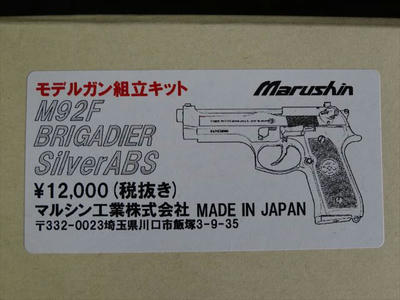 モデルガン組立キット
Marushin
M92F
BRIGADIER
SilverABS
¥12,000(税抜き)
マルシン工業株式会社 MADE IN JAPAN
〒332-0023埼玉県川口市飯塚3-9-35